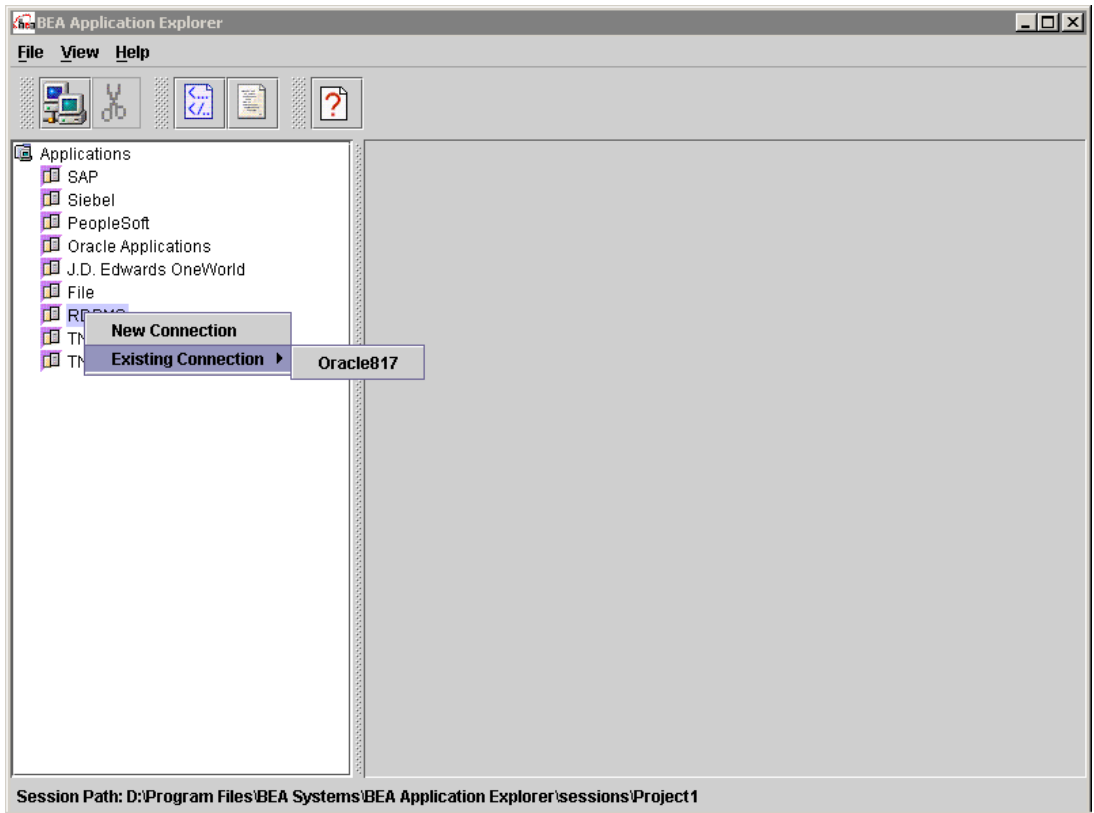 BEA Application Explorer
File View Help
Applications
SAP
Siebel
PeopleSoft
Oracle Applications
J.D. Edwards OneWorld
File
New Connection
Existing Connection
Oracle817
Session Path: D:\Program Files\BEA Systems\BEA Application Explorer\sessions\Project1